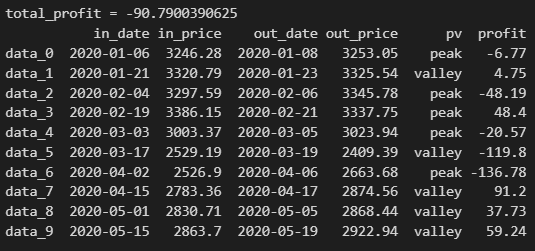 total_profit = -90.7900390625
in_date in_price out_date out_price pv profit
data_0 2020-01-06 3246.28 2020-01-08 3253.05 peak -6.77
data_1 2020-01-21 3320.79 2020-01-23 3325.54 valley 4.75
data_2 2020-02-04 3297.59 2020-02-06 3345.78 peak -48.19
data_3 2020-02-19 3386.15 2020-02-21 3337.75 peak 48.4
data_4 2020-03-03 3003.37 2020-03-05 3023.94 peak -20.57
data_5 2020-03-17 2529.19 2020-03-19 2409.39 valley -119.8
data_6 2020-04-02 2526.9 2020-04-06 2663.68 peak -136.78
data_7 2020-04-15 2783.36 2020-04-17 2874.56 valley 91.2
data_8 2020-05-01 2830.71 2020-05-05 2868.44 valley 37.73
data_9 2020-05-15 2863.7 2020-05-19 2922.94 valley 59.24